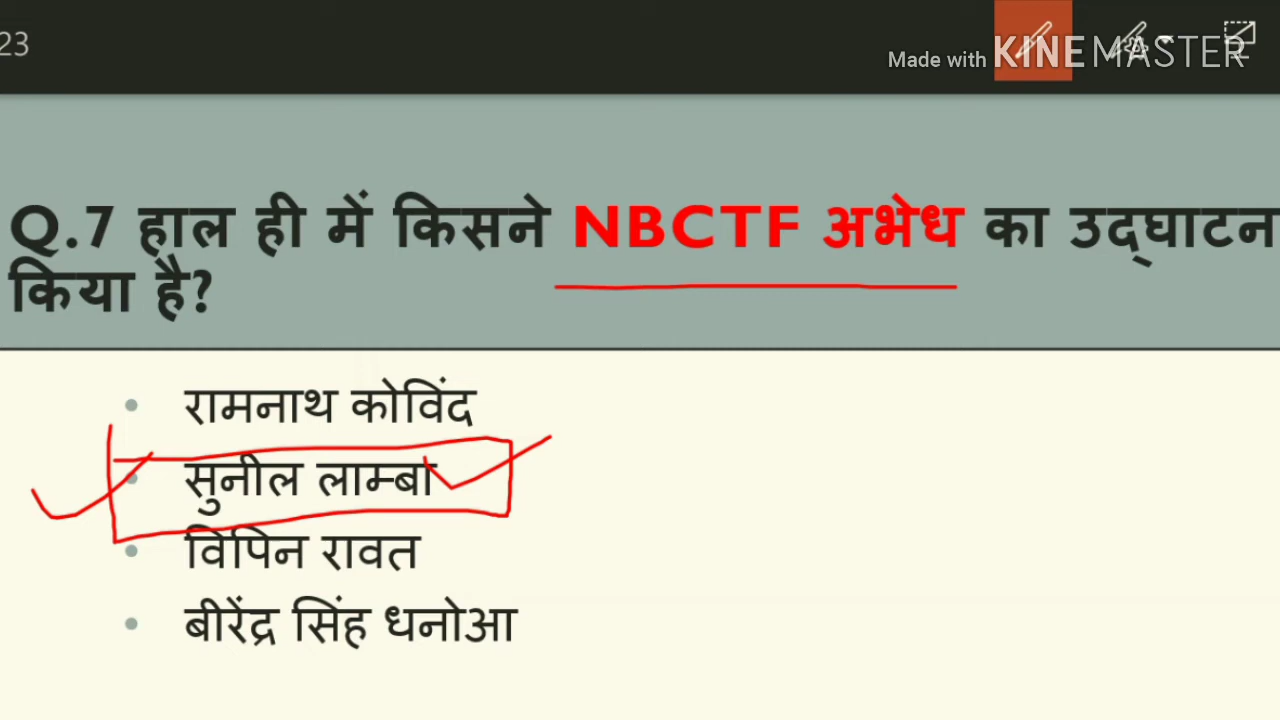 23
Made with KINEMASTER
Q.7 हाल ही में किसने NBCTF अभेध का उद्घाटन
किया है?
• रामनाथ कोविंद
• सुनील लाम्बा
• विपिन रावत
• बीरेंद्र सिंह धनोआ